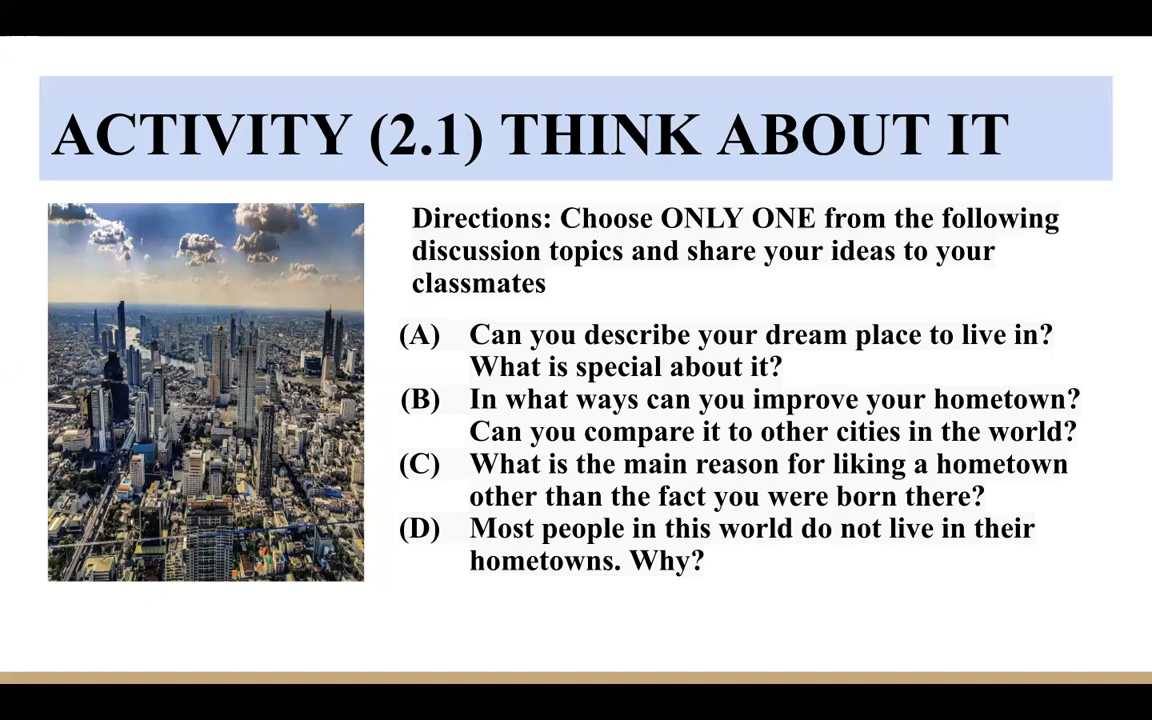 ACTIVITY (2.1) THINK ABOUT IT
Directions: Choose ONLY ONE from the following
discussion topics and share your ideas to your
classmates
(A) Can you describe your dream place to live in?
What is special about it?
(B) In what ways can you improve your hometown?
Can you compare it to other cities in the world?
(C) What is the main reason for liking a hometown
other than the fact you were born there?
(D) Most people in this world do not live in their
hometowns. Why?